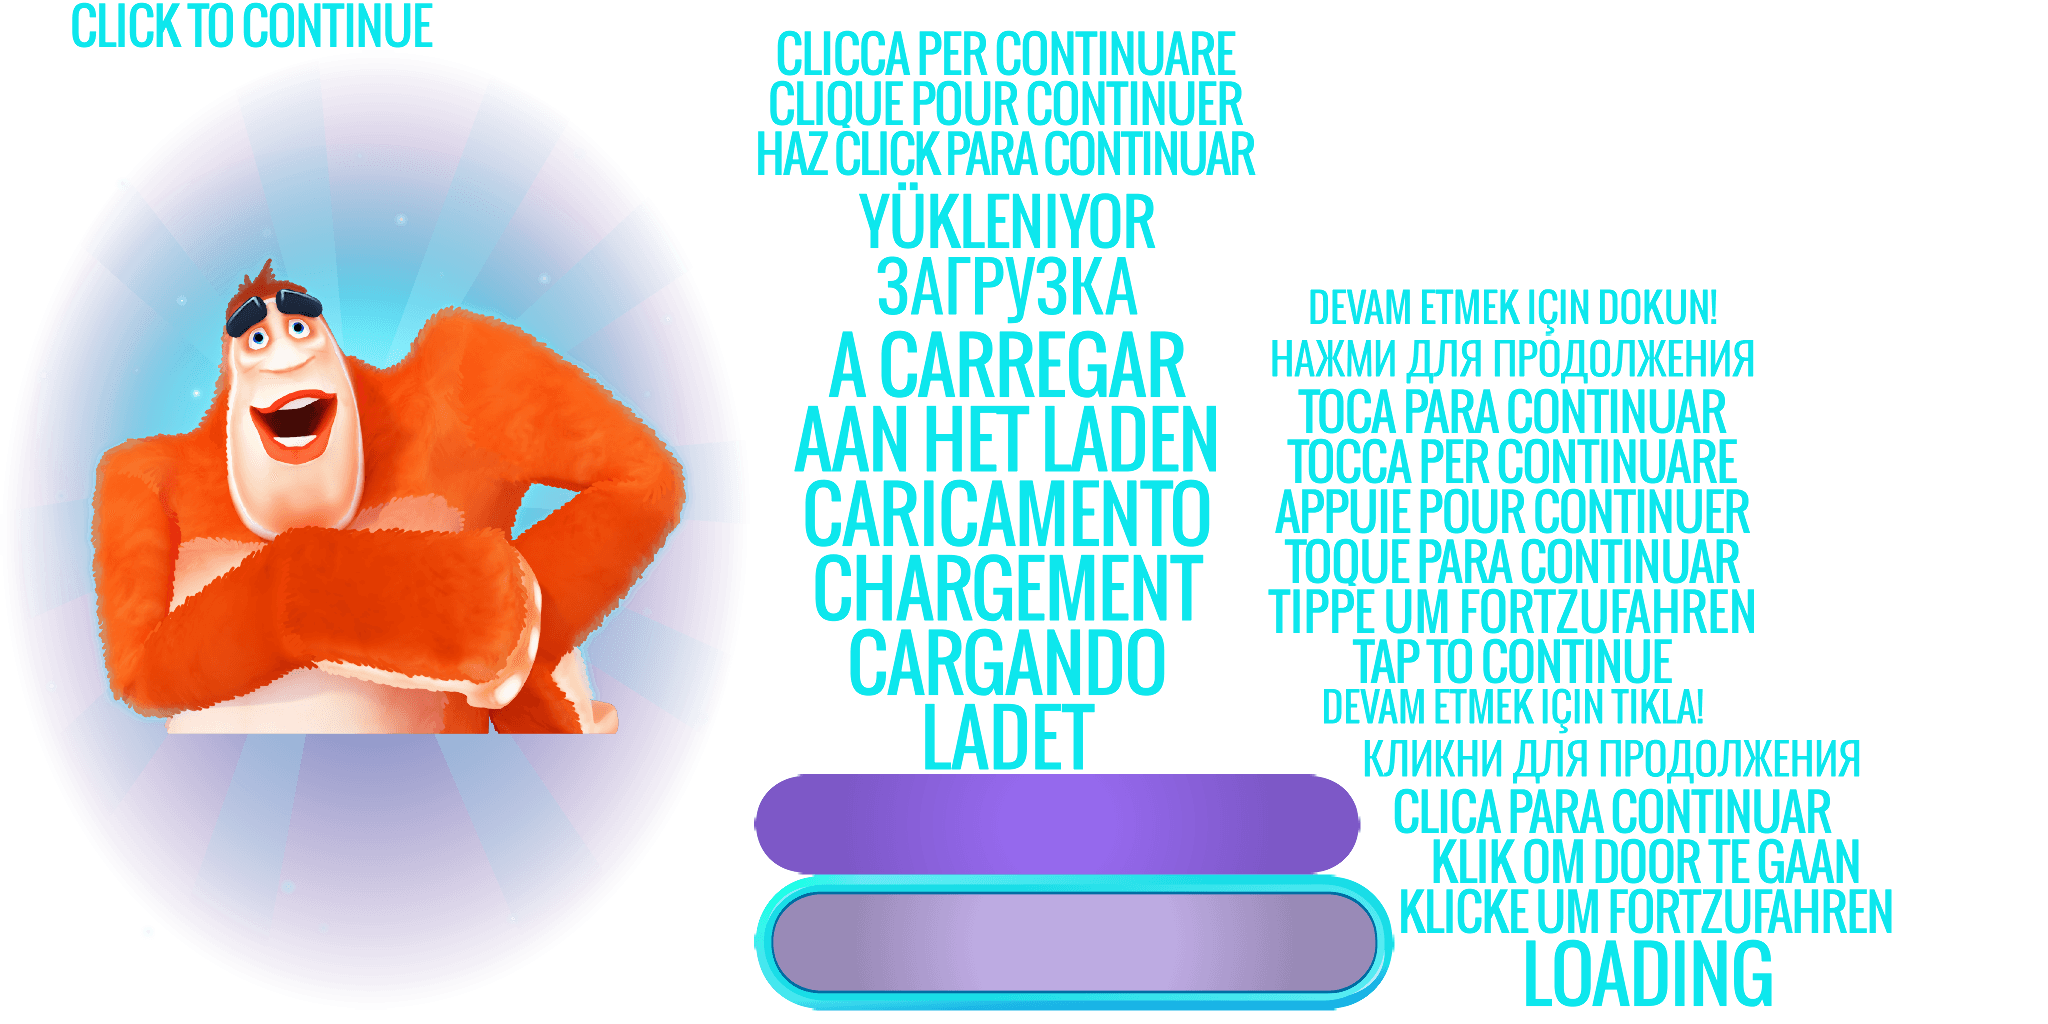 CLICK TO CONTINUE
CLICCA PER CONTINUARE
CLIQUE POUR CONTINUER
HAZ CLICK PARA CONTINUAR
YÜKLENIYOR
ЗАГРУЗКА
A CARREGAR
AAN HET LADEN
CARICAMENTO
CHARGEMENT
CARGANDO
LADET
DEVAM ETMEK IÇIN DOKUN!
НАЖМИ ДЛЯ ПРОДОЛЖЕНИЯ
TOCA PARA CONTINUAR
TOCCA PER CONTINUARE
APPUIE POUR CONTINUER
TOQUE PARA CONTINUAR
TIPPE UM FORTZUFAHREN
TAP TO CONTINUE
DEVAM ETMEK IÇIN TIKLA!
КЛИКНИ ДЛЯ ПРОДОЛЖЕНИЯ
CLICA PARA CONTINUAR
KLIK OM DOOR TE GAAN
KLICKE UM FORTZUFAHREN
LOADING